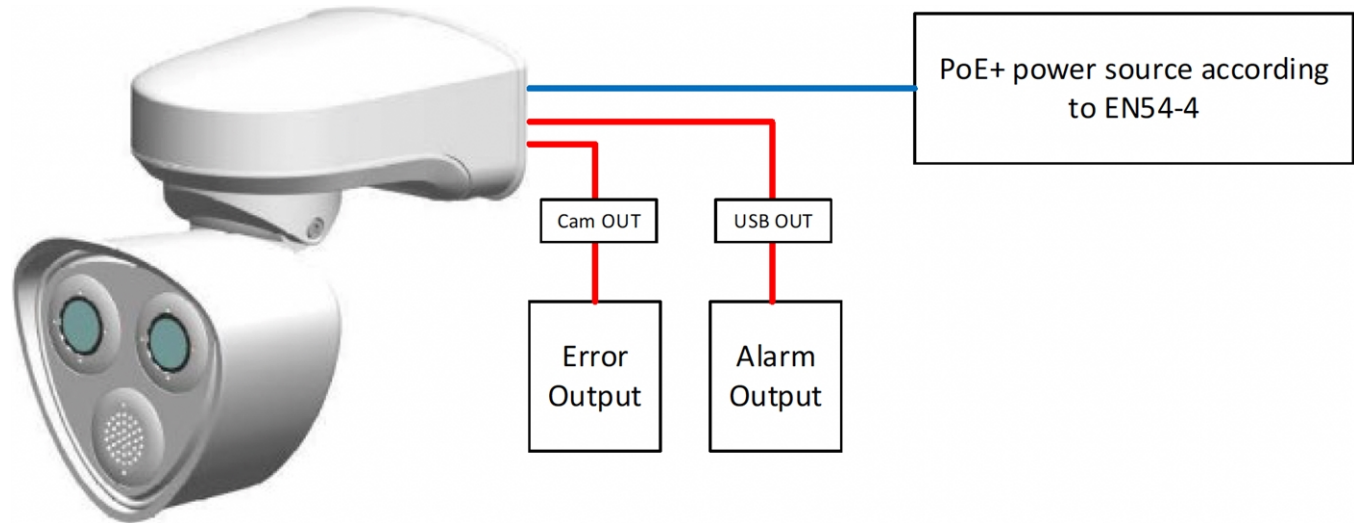 PoE+ power source according
to EN54-4
Cam OUT
USB OUT
Error
Output
Alarm
Output